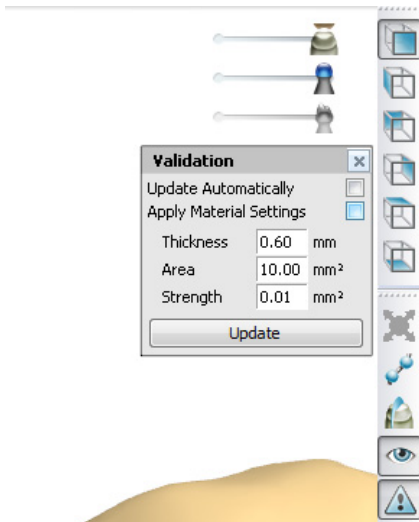 Validation
Update Automatically
Apply Material Settings
Thickness 0.60 mm
Area 10.00 mm²
Strength 0.01 mm²
Update